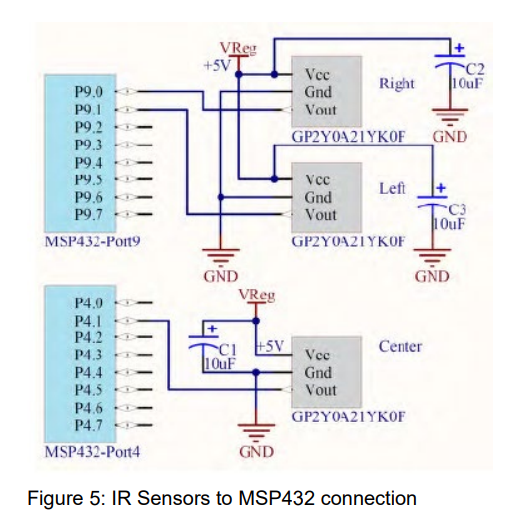 VReg
+5V
P9.0
P9.1
P9.2
P9.3
P9.4
P9.5
P9.6
P9.7
MSP432-Port9
Vcc
Gnd
Vout
Right
GP2Y0A21YK0F
+
C2
10uF
GND
Vcc
Gnd
Vout
Left
GP2Y0A21YK0F
+
C3
10uF
GND
GND
P4.0
P4.1
P4.2
P4.3
P4.4
P4.5
P4.6
P4.7
MSP432-Port4
VReg
+
C1
10uF
+5V
Vcc
Gnd
Vout
Center
GP2Y0A21YK0F
GND
Figure 5: IR Sensors to MSP432 connection